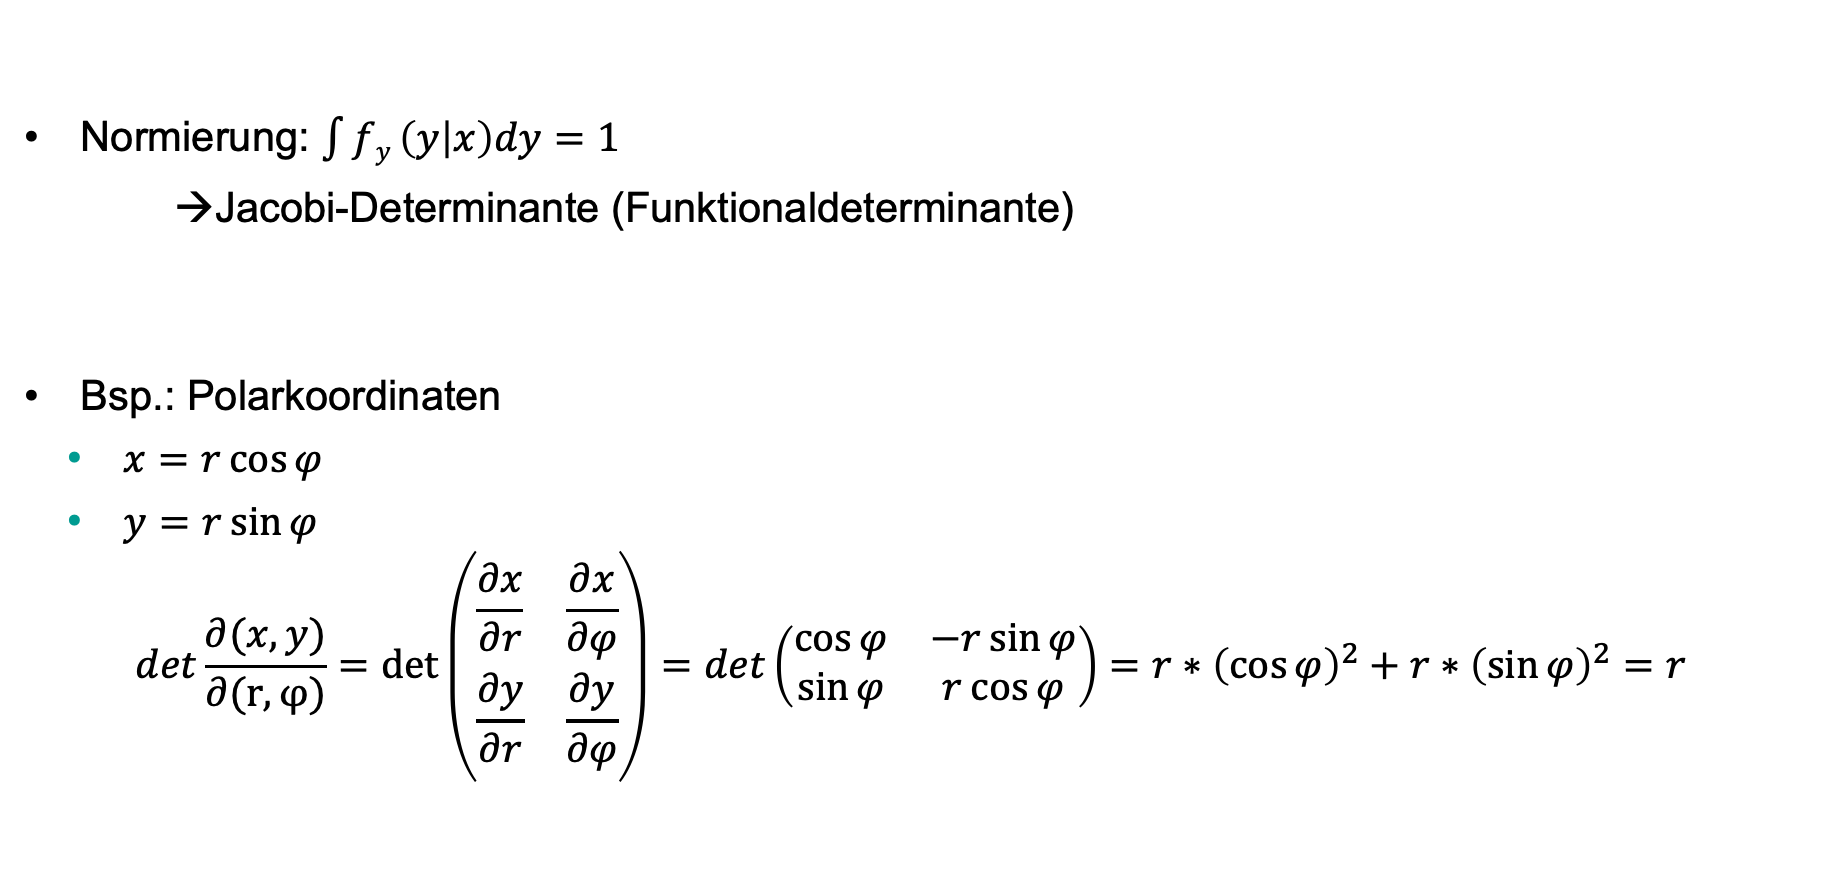 • Normierung: ∫ f_y (y|x)dy = 1
→Jacobi-Determinante (Funktionaldeterminante)
• Bsp.: Polarkoordinaten
• x = r cos φ
• y = r sin φ
det ∂(x, y)/∂(r, φ) = det (∂x/∂r ∂x/∂φ ∂y/∂r ∂y/∂φ) = det (cos φ −r sin φ sin φ r cos φ) = r ∗ (cos φ)² + r ∗ (sin φ)² = r